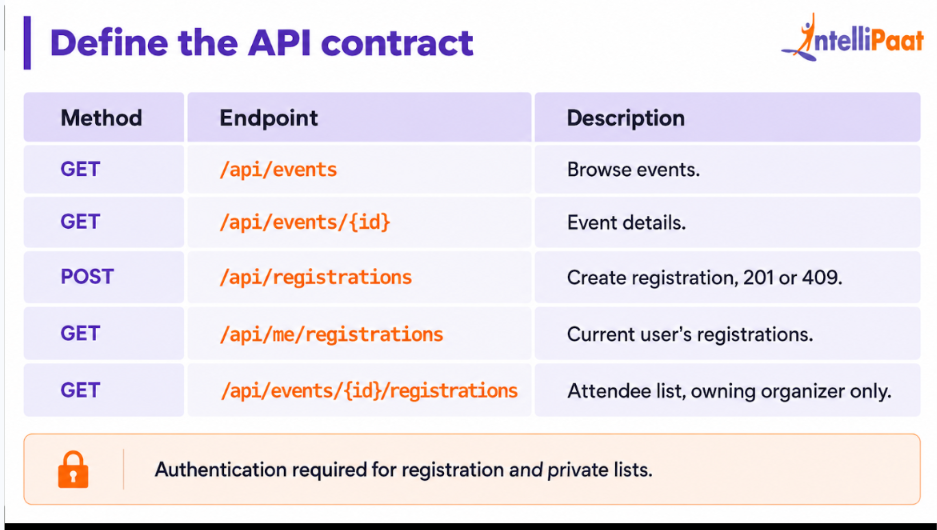 Define the API contract
IntelliPaat
Method Endpoint Description
GET /api/events Browse events.
GET /api/events/{id} Event details.
POST /api/registrations Create registration, 201 or 409.
GET /api/me/registrations Current user's registrations.
GET /api/events/{id}/registrations Attendee list, owning organizer only.
Authentication required for registration and private lists.